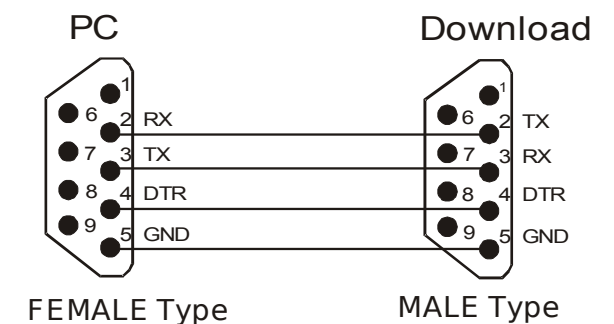 PC Download
1 1
6 2 RX 6 2 TX
7 3 TX 7 3 RX
8 4 DTR 8 4 DTR
9 5 GND 9 5 GND
FEMALE Type MALE Type